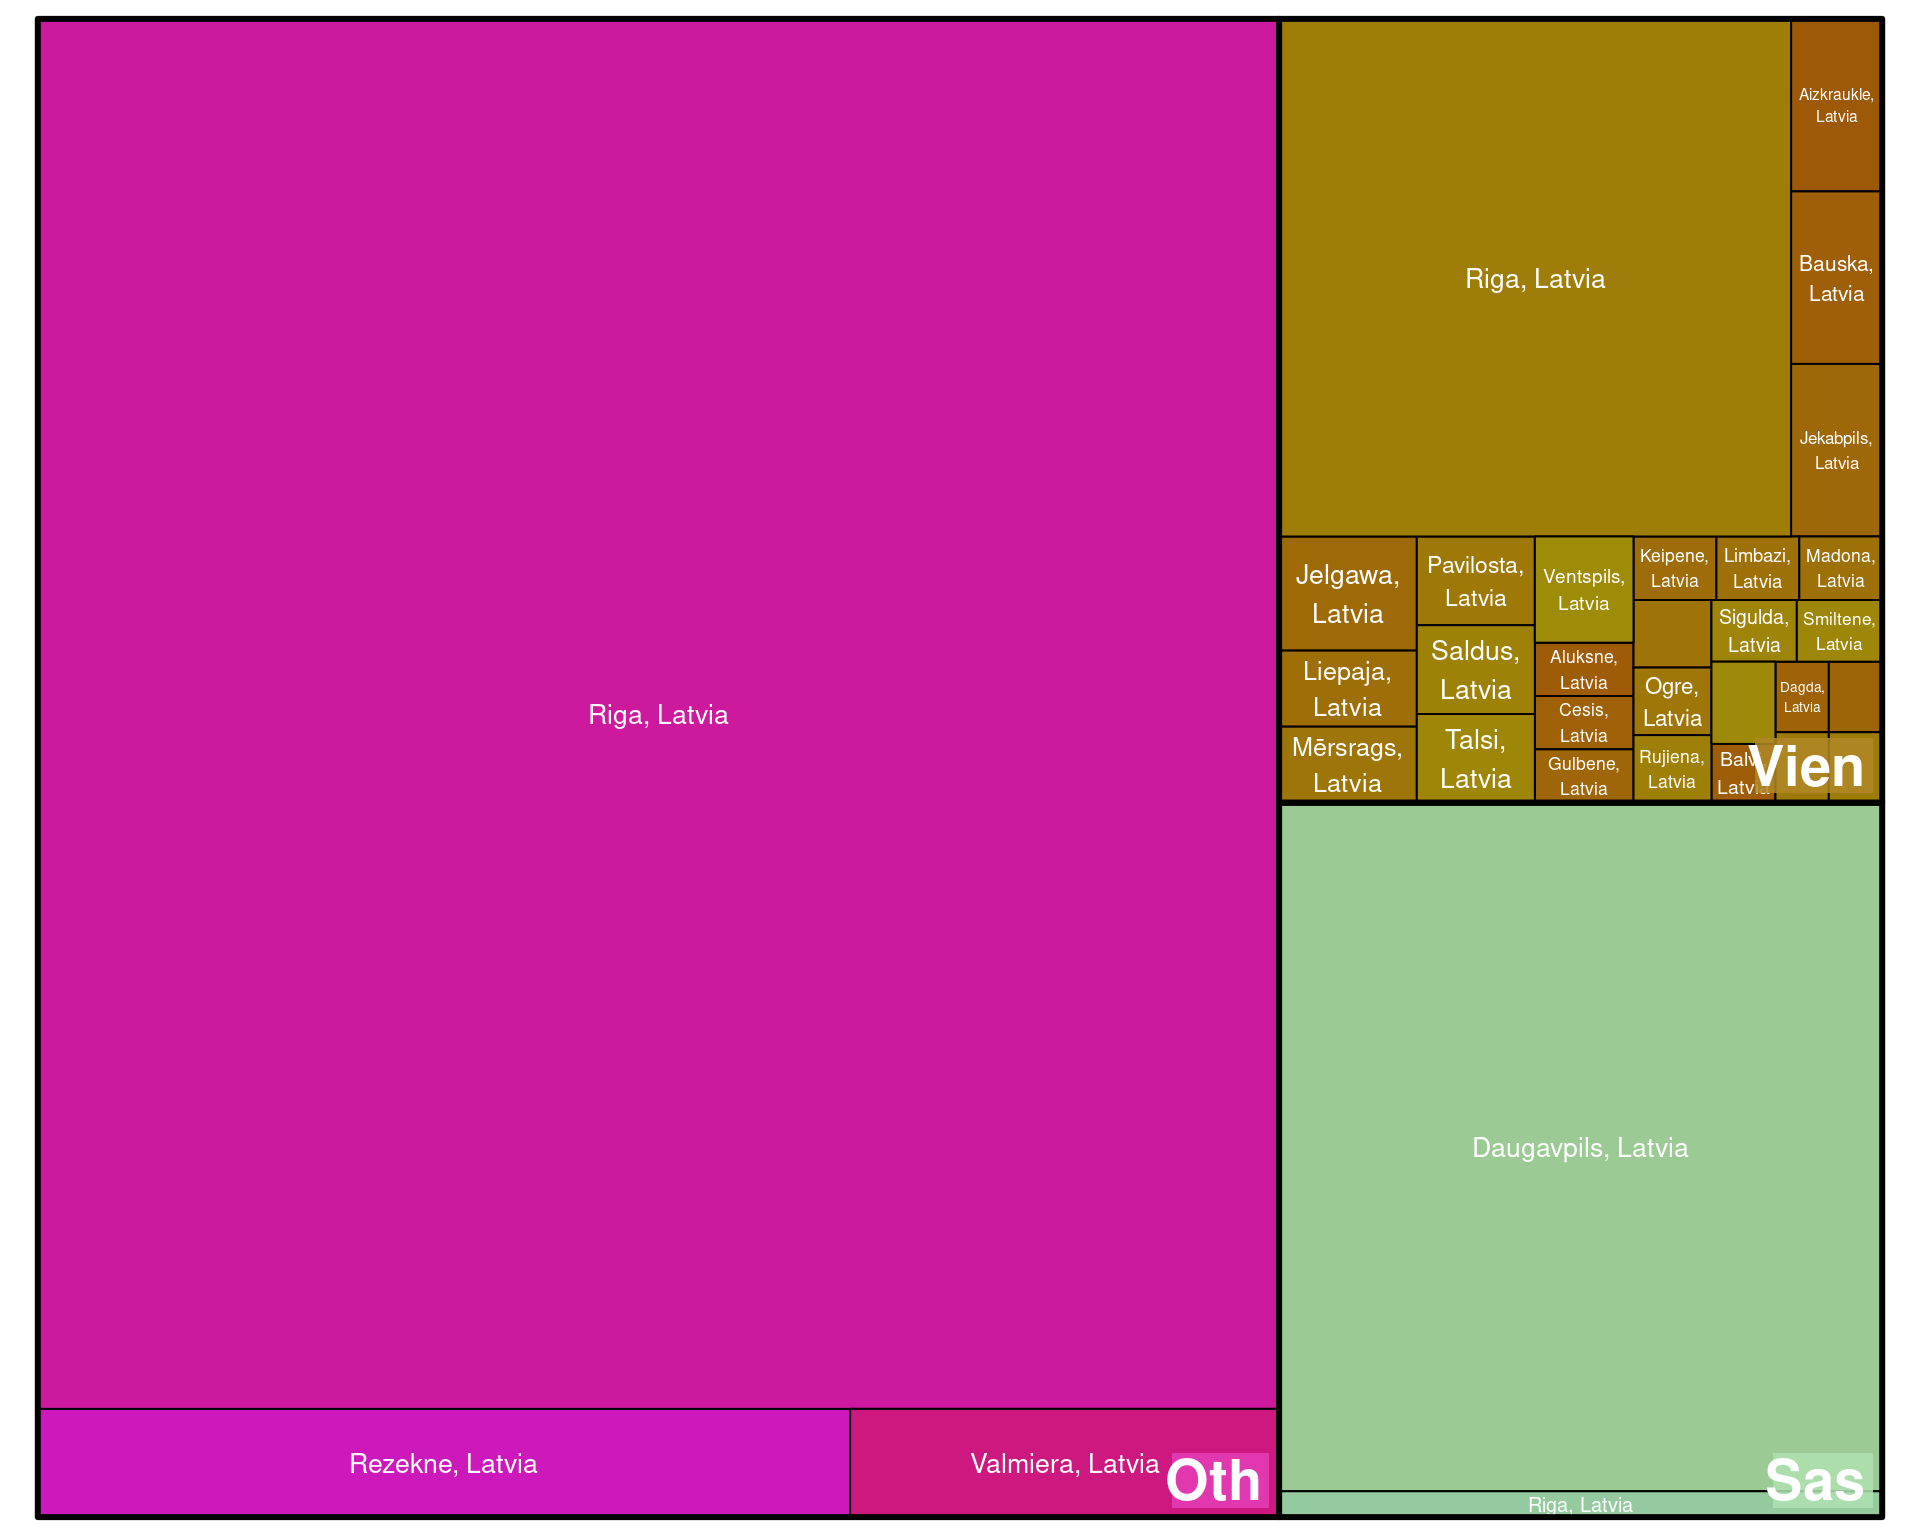 Riga, Latvia
Rezekne, Latvia
Valmiera, Latvia
Oth
Riga, Latvia
Aizkraukle,
Latvia
Bauska,
Latvia
Jekabpils,
Latvia
Jelgawa,
Latvia
Liepaja,
Latvia
Mērsrags,
Latvia
Pavilosta,
Latvia
Saldus,
Latvia
Talsi,
Latvia
Ventspils,
Latvia
Aluksne,
Latvia
Cesis,
Latvia
Gulbene,
Latvia
Keipene,
Latvia
Limbazi,
Latvia
Madona,
Latvia
Ogre,
Latvia
Rujiena,
Latvia
Sigulda,
Latvia
Smiltene,
Latvia
Dagda,
Latvia
Latvia
Vien
Daugavpils, Latvia
Riga, Latvia
Sas